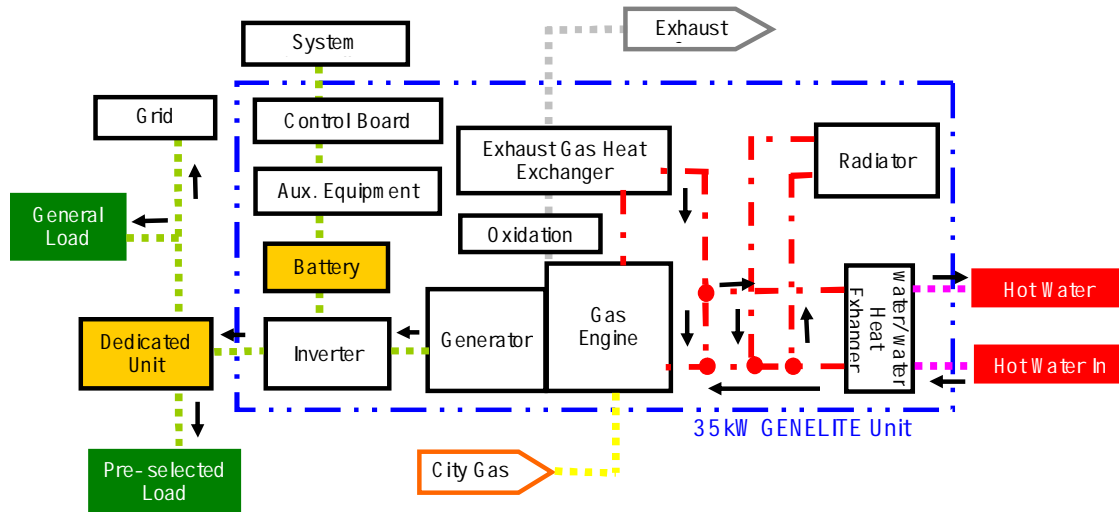 System
Exhaust
Grid
Control Board
Exhaust Gas Heat
Exchanger
Radiator
Aux. Equipment
General
Load
Oxidation
Battery
water/water
Heat
Exhanger
Hot Water
Gas
Engine
Generator
Dedicated
Unit
Inverter
Hot Water In
35kW GENELITE Unit
City Gas
Pre-selected
Load